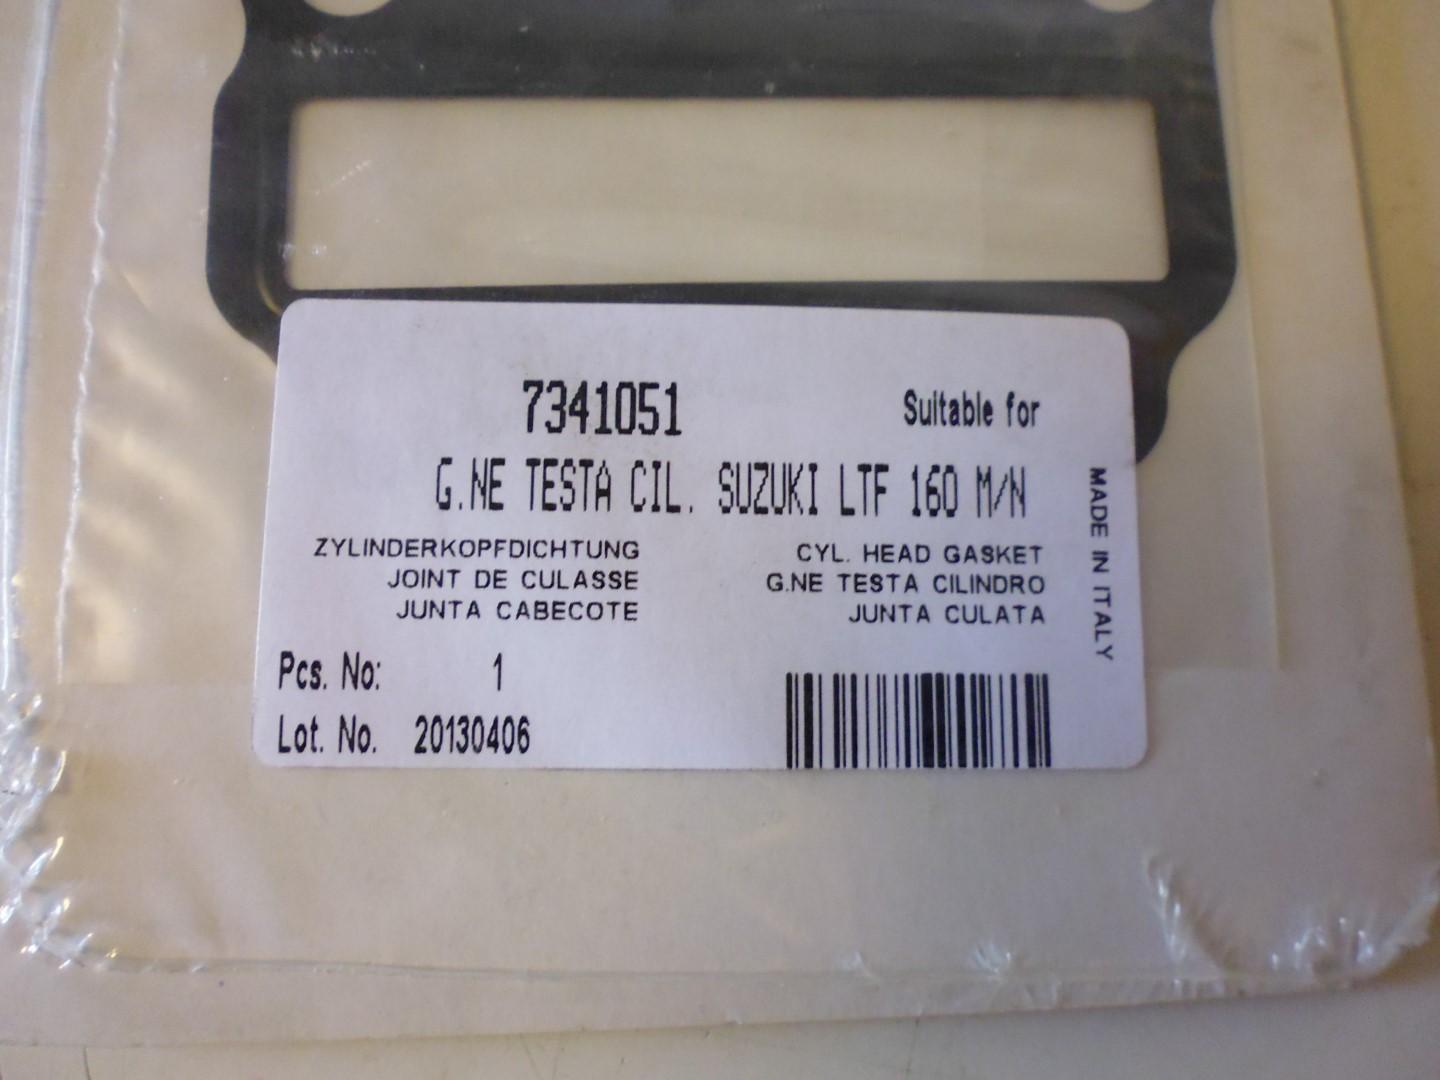 7341051
Suitable for
G.NE TESTA CIL. SUZUKI LTF 160 M/N
ZYLINDERKOPFDICHTUNG
JOINT DE CULASSE
JUNTA CABECOTE
CYL. HEAD GASKET
G.NE TESTA CILINDRO
JUNTA CULATA
MADE IN ITALY
Pcs. No: 1
Lot. No. 20130406